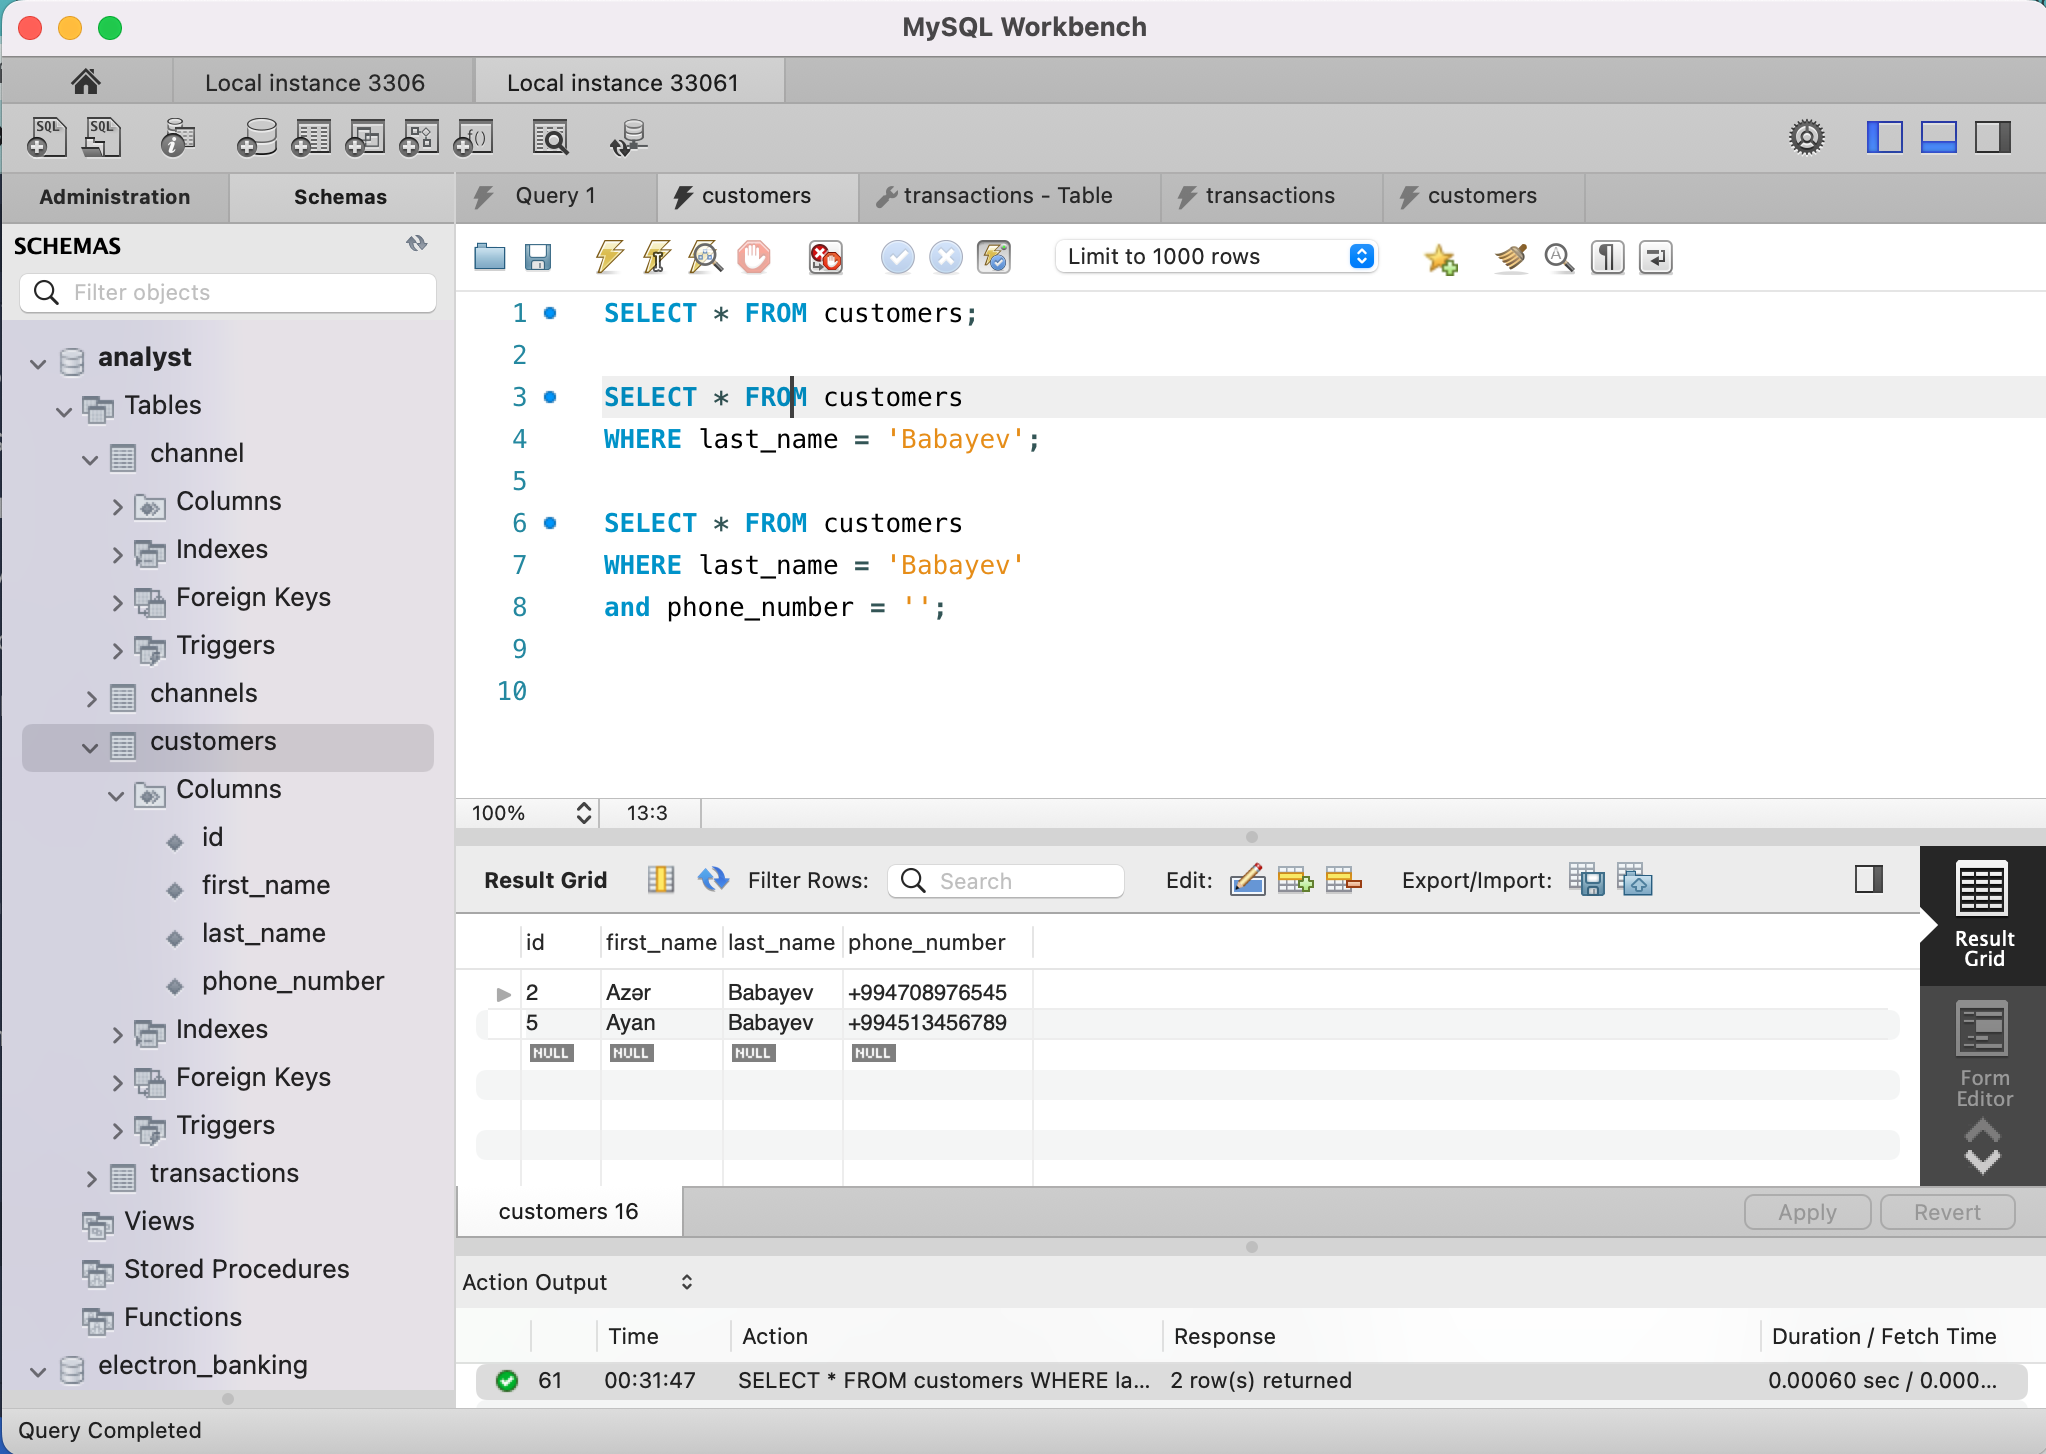 MySQL Workbench
Local instance 3306
Local instance 33061
SQL
SQL
Administration
Schemas
Query 1
customers
transactions - Table
transactions
customers
SCHEMAS
Filter objects
analyst
Tables
channel
Columns
Indexes
Foreign Keys
Triggers
channels
customers
Columns
id
first_name
last_name
phone_number
Indexes
Foreign Keys
Triggers
transactions
Views
Stored Procedures
Functions
electron_banking
Limit to 1000 rows
1 SELECT * FROM customers;
2
3 SELECT * FROM customers
4 WHERE last_name = 'Babayev';
5
6 SELECT * FROM customers
7 WHERE last_name = 'Babayev'
8 and phone_number = '';
9
10
100% 13:3
Result Grid Filter Rows: Search Edit: Export/Import:
id first_name last_name phone_number
2 Azər Babayev +994708976545
5 Ayan Babayev +994513456789
NULL NULL NULL NULL
Result
Grid
Form
Editor
customers 16
Apply Revert
Action Output
Time Action Response Duration / Fetch Time
61 00:31:47 SELECT * FROM customers WHERE la... 2 row(s) returned 0.00060 sec / 0.000...
Query Completed